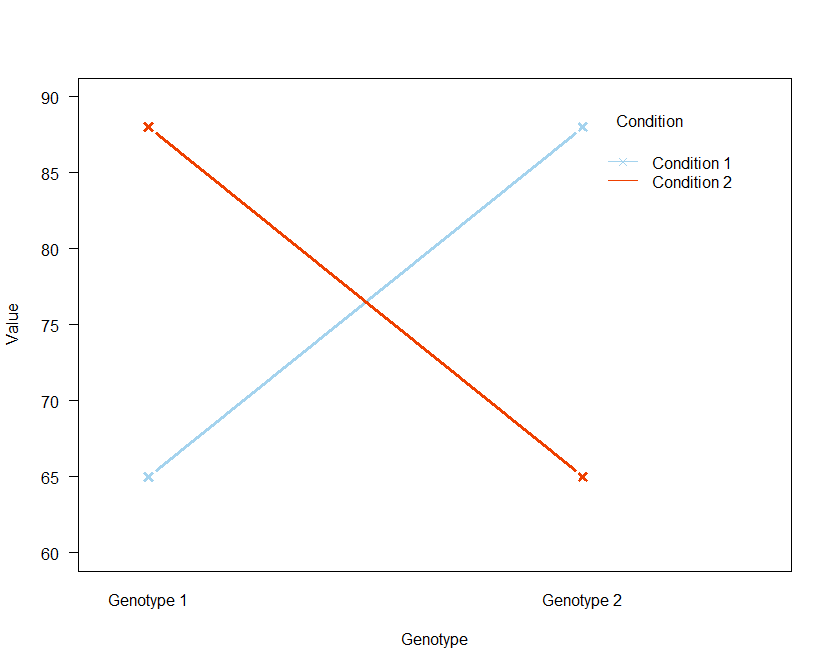 90
85
80
75
70
65
60
Value
Condition
Condition 1
Condition 2
Genotype 1
Genotype 2
Genotype